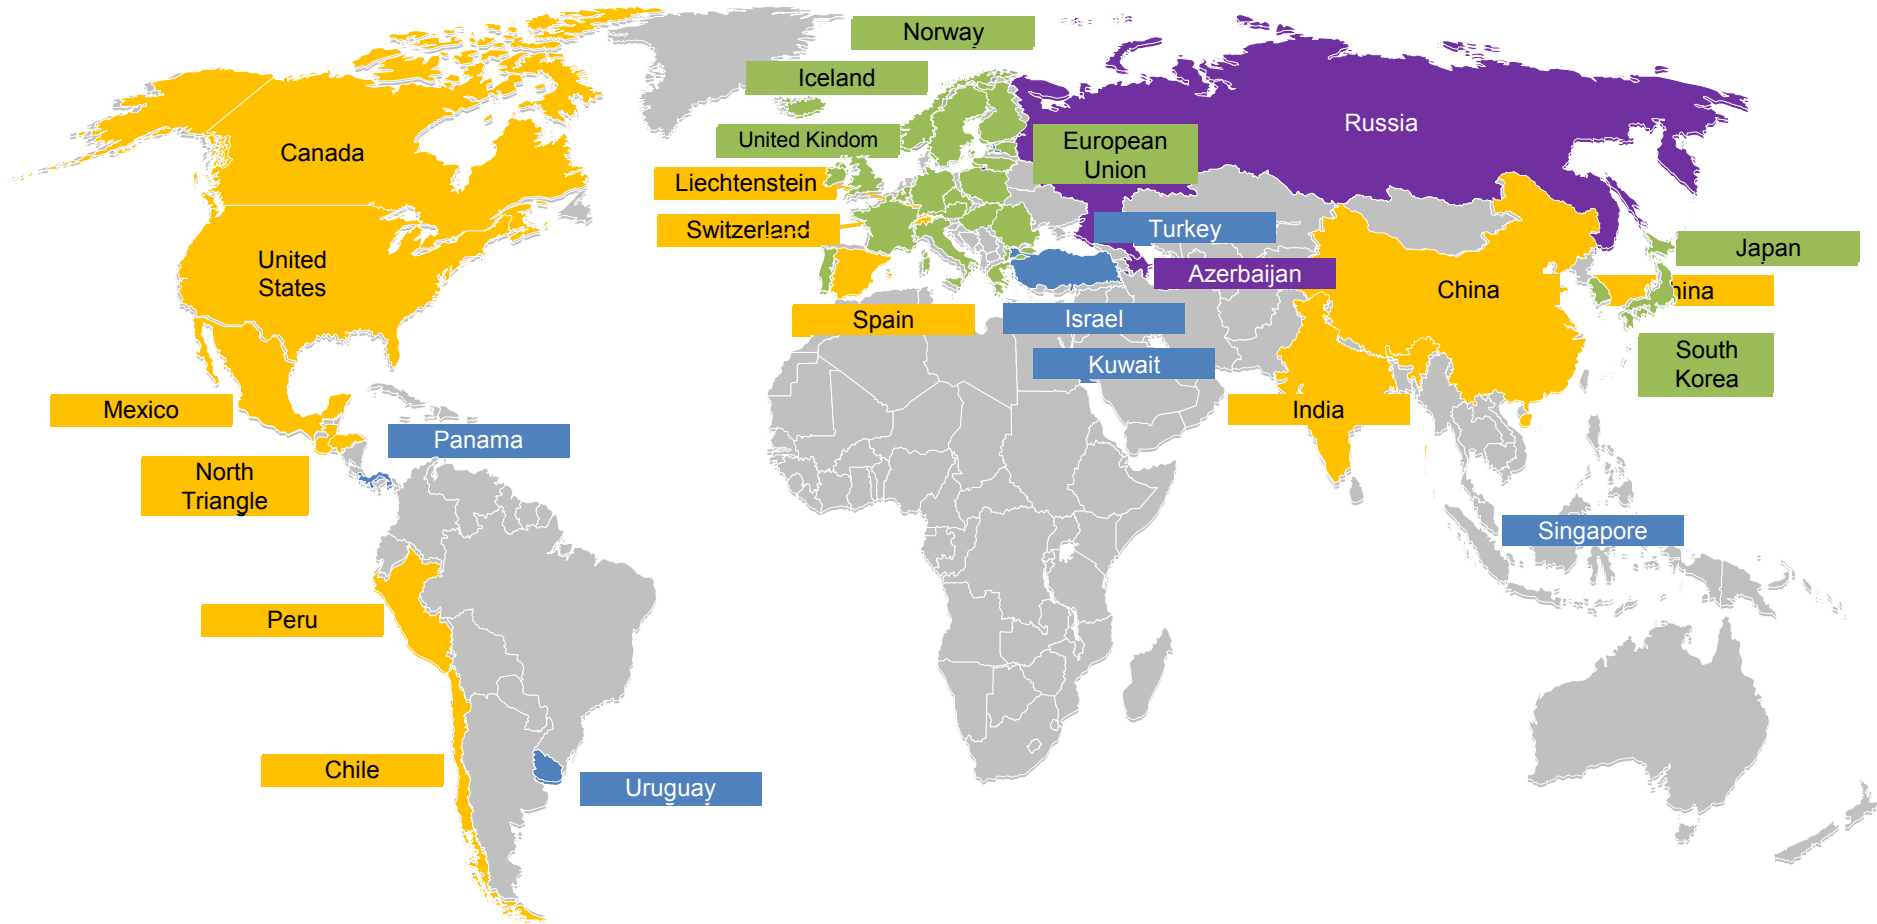 Norway
Iceland
United Kindom
European
Union
Russia
Canada
Liechtenstein
Switzerland
Turkey
Japan
United
States
Azerbaijan
China
hina
Spain
Israel
Kuwait
South
Korea
Mexico
India
Panama
North
Triangle
Singapore
Peru
Chile
Uruguay